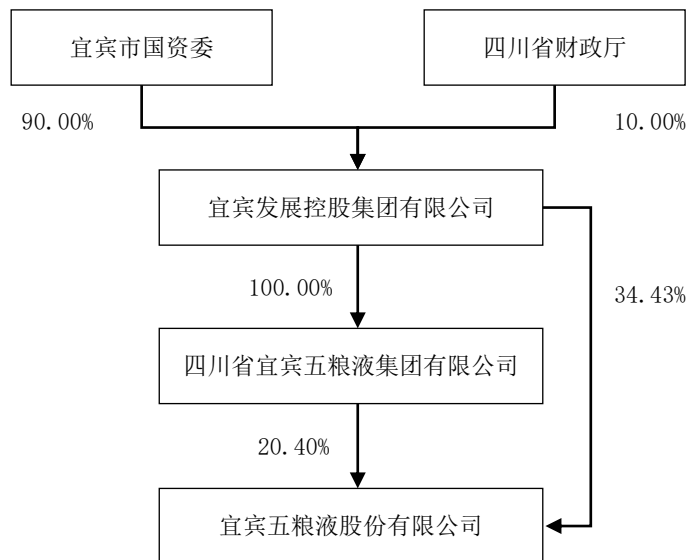 宜宾市国资委
四川省财政厅
90.00%
10.00%
宜宾发展控股集团有限公司
100.00%
34.43%
四川省宜宾五粮液集团有限公司
20.40%
宜宾五粮液股份有限公司